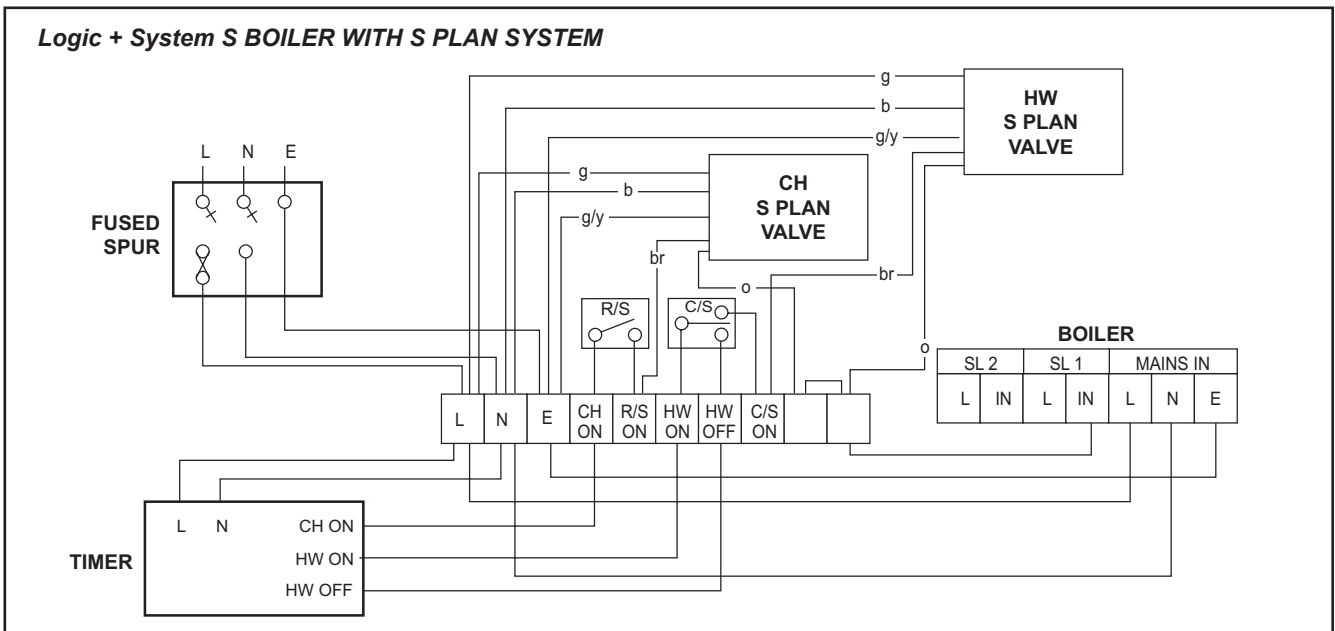 Logic + System S BOILER WITH S PLAN SYSTEM
g
b
g/y
HW
S PLAN
VALVE
L N E
FUSED
SPUR
g
b
g/y
CH
S PLAN
VALVE
br
o
br
o
R/S
C/S
BOILER
SL 2 SL 1 MAINS IN
L IN L IN L N E
L N E CH ON R/S ON HW ON HW OFF C/S ON
TIMER
L N CH ON
HW ON
HW OFF